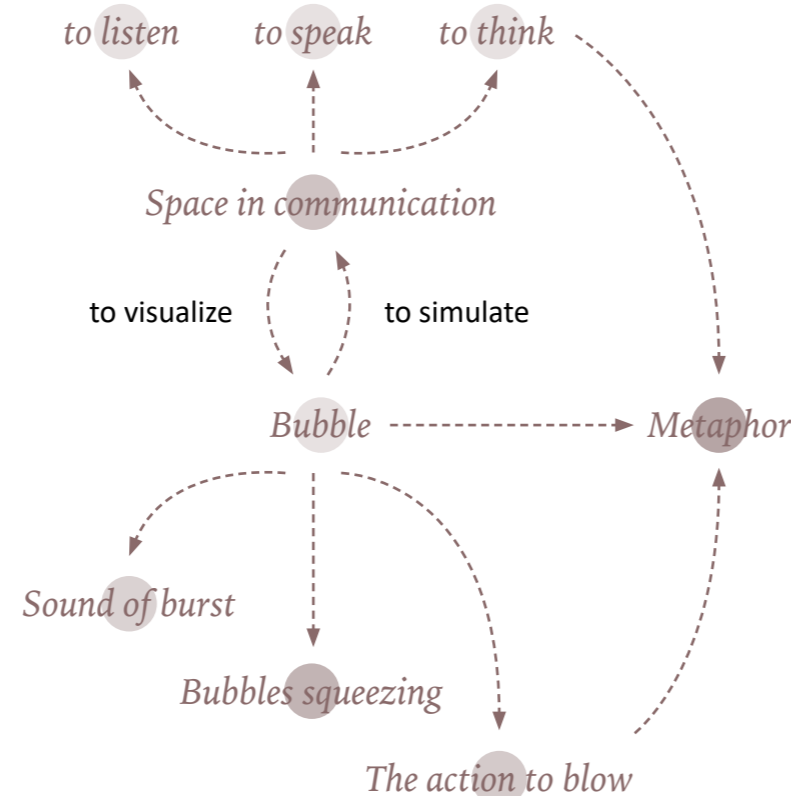 to listen
to speak
to think
Space in communication
to visualize
to simulate
Bubble
Metaphor
Sound of burst
Bubbles squeezing
The action to blow